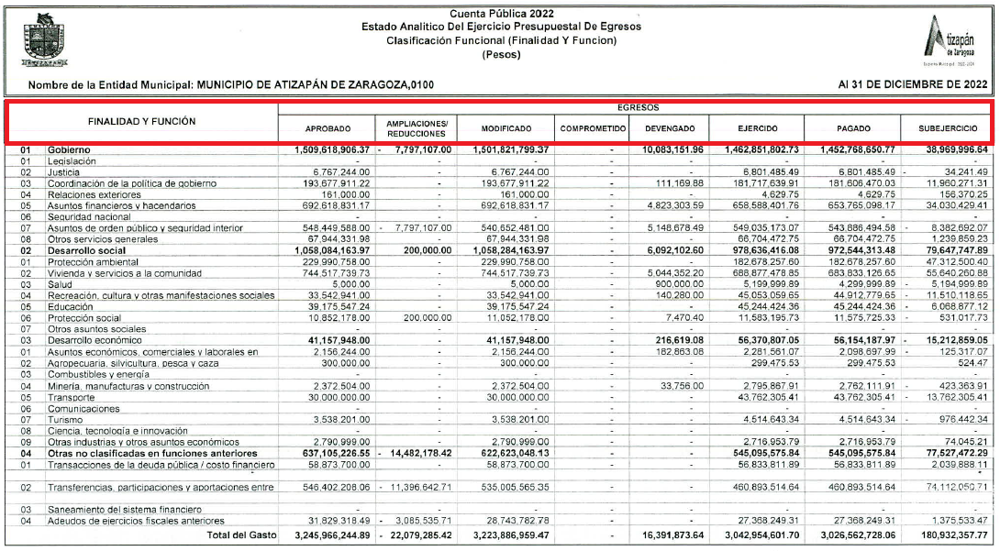 Cuenta Pública 2022
Estado Analitico Del Ejercicio Presupuestal De Egresos
Clasificación Funcional (Finalidad Y Funcion)
(Pesos)
Atizapán
de Zaragoza
Nombre de la Entidad Municipal: MUNICIPIO DE ATIZAPÁN DE ZARAGOZA,0100 Al 31 DE DICIEMBRE DE 2022
FINALIDAD Y FUNCIÓN EGRESOS
APROBADO AMPLIACIONES/ REDUCCIONES MODIFICADO COMPROMETIDO DEVENGADO EJERCIDO PAGADO SUBEJERCICIO
01 Gobierno 1,509,618,906.37 - 7,797,107.00 1,501,821,799.37 - 10,083,151.96 1,462,851,802.73 1,452,768,650.77 38,969,996.64
01 Legislación - - - - - - - -
02 Justicia 6,767,244.00 - 6,767,244.00 - - 6,801,485.49 6,801,485.49 - 34,241.49
03 Coordinación de la política de gobierno 193,677,911.22 - 193,677,911.22 - 111,169.88 181,717,639.91 181,606,470.03 11,960,271.31
04 Relaciones exteriores 161,000.00 - 161,000.00 - - 4,629.75 4,629.75 156,370.25
05 Asuntos financieros y hacendarios 692,618,831.17 - 692,618,831.17 - 4,823,303.59 658,588,401.76 653,765,098.17 34,030,429.41
06 Seguridad nacional - - - - - - - -
07 Asuntos de orden público y seguridad interior 548,449,588.00 - 7,797,107.00 540,652,481.00 - 5,148,678.49 549,035,173.07 543,886,494.58 - 8,382,692.07
08 Otros servicios generales 67,944,331.98 - 67,944,331.98 - - 66,704,472.75 66,704,472.75 1,239,859.23
02 Desarrollo social 1,058,084,163.97 200,000.00 1,058,284,163.97 - 6,092,102.60 978,636,416.08 972,544,313.48 79,647,747.89
01 Protección ambiental 229,990,758.00 - 229,990,758.00 - - 182,678,257.60 182,678,257.60 47,312,500.40
02 Vivienda y servicios a la comunidad 744,517,739.73 - 744,517,739.73 - 5,044,352.20 688,877,478.85 683,833,126.65 55,640,260.88
03 Salud 5,000.00 - 5,000.00 - 900,000.00 5,199,999.89 4,299,999.89 - 5,194,999.89
04 Recreación, cultura y otras manifestaciones sociales 33,542,941.00 - 33,542,941.00 - 140,280.00 45,053,059.65 44,912,779.65 - 11,510,118.65
05 Educación 39,175,547.24 - 39,175,547.24 - - 45,244,424.36 45,244,424.36 - 6,068,877.12
06 Protección social 10,852,178.00 200,000.00 11,052,178.00 - 7,470.40 11,583,195.73 11,575,725.33 - 531,017.73
07 Otros asuntos sociales - - - - - - - -
03 Desarrollo económico 41,157,948.00 - 41,157,948.00 - 216,619.08 56,370,807.05 56,154,187.97 - 15,212,859.05
01 Asuntos económicos, comerciales y laborales en 2,156,244.00 - 2,156,244.00 - 182,863.08 2,281,561.07 2,098,697.99 - 125,317.07
02 Agropecuaria, silvicultura, pesca y caza 300,000.00 - 300,000.00 - - 299,475.53 299,475.53 524.47
03 Combustibles y energía - - - - - - - -
04 Minería, manufacturas y construcción 2,372,504.00 - 2,372,504.00 - 33,756.00 2,795,867.91 2,762,111.91 - 423,363.91
05 Transporte 30,000,000.00 - 30,000,000.00 - - 43,762,305.41 43,762,305.41 - 13,762,305.41
06 Comunicaciones - - - - - - - -
07 Turismo 3,538,201.00 - 3,538,201.00 - - 4,514,643.34 4,514,643.34 - 976,442.34
08 Ciencia, tecnología e innovación - - - - - - - -
09 Otras industrias y otros asuntos económicos 2,790,999.00 - 2,790,999.00 - - 2,716,953.79 2,716,953.79 74,045.21
04 Otras no clasificadas en funciones anteriores 637,105,226.55 - 14,482,178.42 622,623,048.13 - - 545,095,575.84 545,095,575.84 77,527,472.29
01 Transacciones de la deuda pública / costo financiero 58,873,700.00 - 58,873,700.00 - - 56,833,811.89 56,833,811.89 2,039,888.11
02 Transferencias, participaciones y aportaciones entre 546,402,208.06 - 11,396,642.71 535,005,565.35 - - 460,893,514.64 460,893,514.64 74,112,050.71
03 Saneamiento del sistema financiero - - - - - - - -
04 Adeudos de ejercicios fiscales anteriores 31,829,318.49 - 3,085,535.71 28,743,782.78 - - 27,368,249.31 27,368,249.31 1,375,533.47
Total del Gasto 3,245,966,244.89 - 22,079,285.42 3,223,886,959.47 - 16,391,873.64 3,042,954,601.70 3,026,562,728.06 180,932,357.77